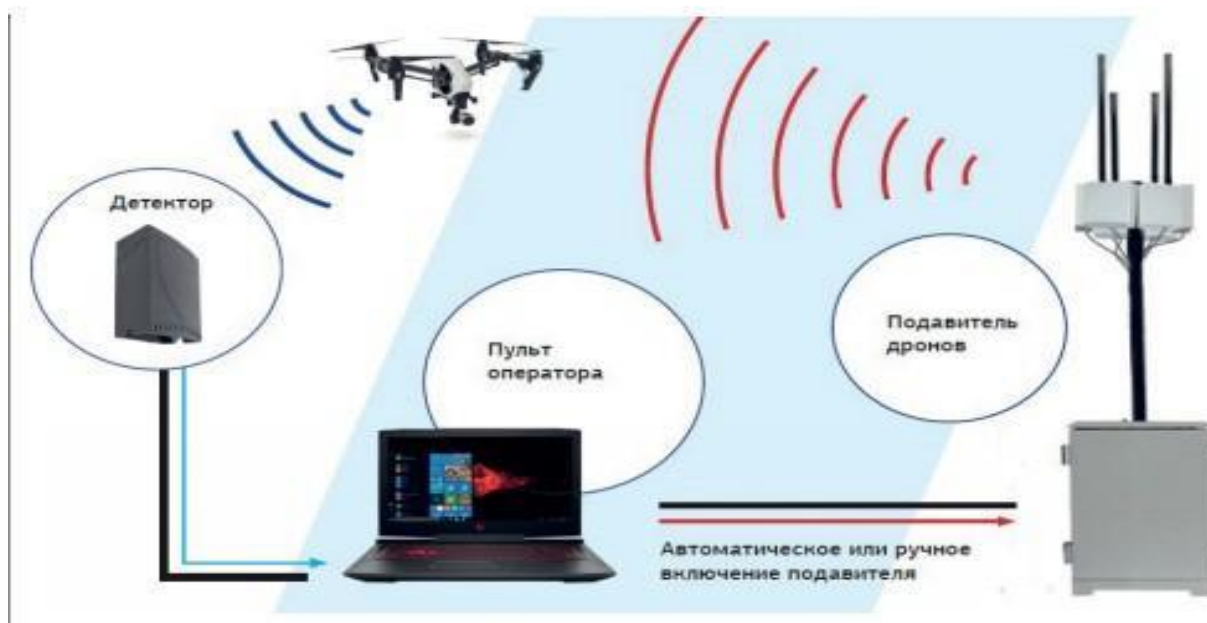 Детектор
Пульт
оператора
Подавитель
дронов
Автоматическое или ручное
включение подавителя